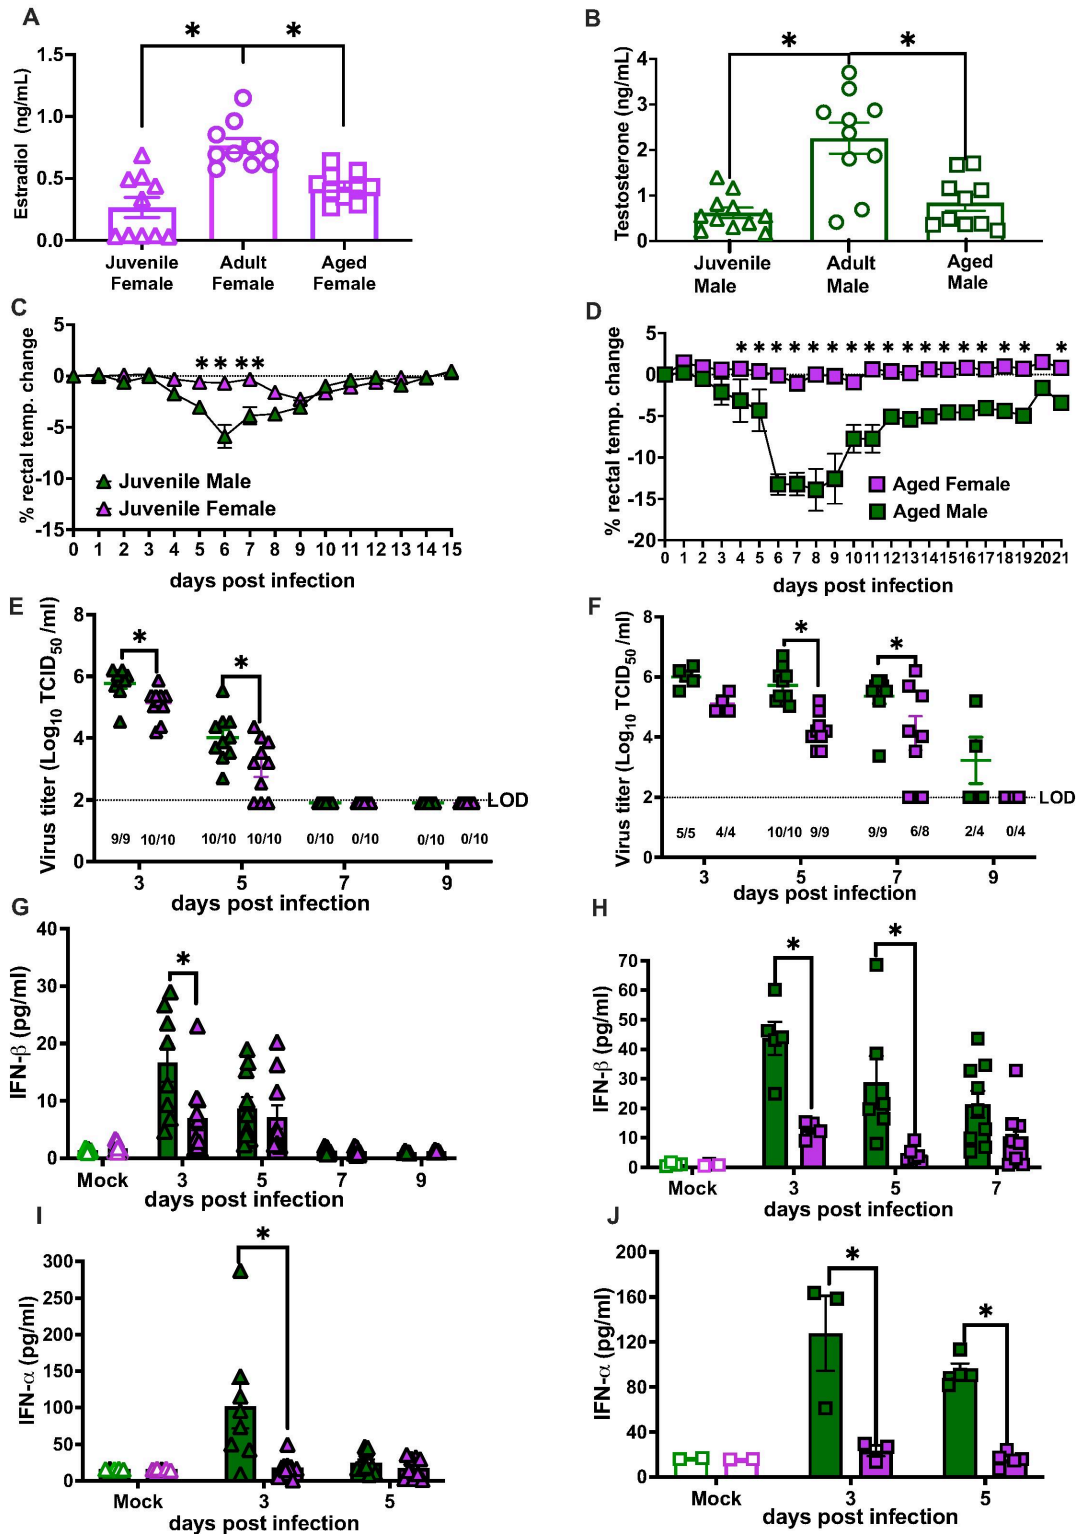 A
Estradiol (ng/mL)
1.5
1.0
0.5
0.0
* *
Juvenile Female
Adult Female
Aged Female
B
Testosterone (ng/mL)
4
3
2
1
0
* *
Juvenile Male
Adult Male
Aged Male
C
% rectal temp. change
5
0
-5
-10
-15
** **
Juvenile Male
Juvenile Female
0 1 2 3 4 5 6 7 8 9 10 11 12 13 14 15
days post infection
D
% rectal temp. change
5
0
-5
-10
-15
-20
* * * * * * * * * * * * * * * * *
Aged Female
Aged Male
0 1 2 3 4 5 6 7 8 9 10 11 12 13 14 15 16 17 18 19 20 21
days post infection
E
Virus titer (Log10 TCID50 /ml)
8
6
4
2
0
* *
LOD
9/9 10/10 10/10 10/10 0/10 0/10 0/10 0/10
3 5 7 9
days post infection
F
Virus titer (Log10 TCID50 /ml)
8
6
4
2
0
* *
LOD
5/5 4/4 10/10 9/9 9/9 6/8 2/4 0/4
3 5 7 9
days post infection
G
IFN-β (pg/ml)
40
30
20
10
0
*
Mock 3 5 7 9
days post infection
H
IFN-β (pg/ml)
70
60
50
40
30
20
10
0
* *
Mock 3 5 7
days post infection
I
IFN-α (pg/ml)
300
250
200
150
100
50
0
*
Mock 3 5
days post infection
J
IFN-α (pg/ml)
200
160
120
80
40
0
* *
Mock 3 5
days post infection